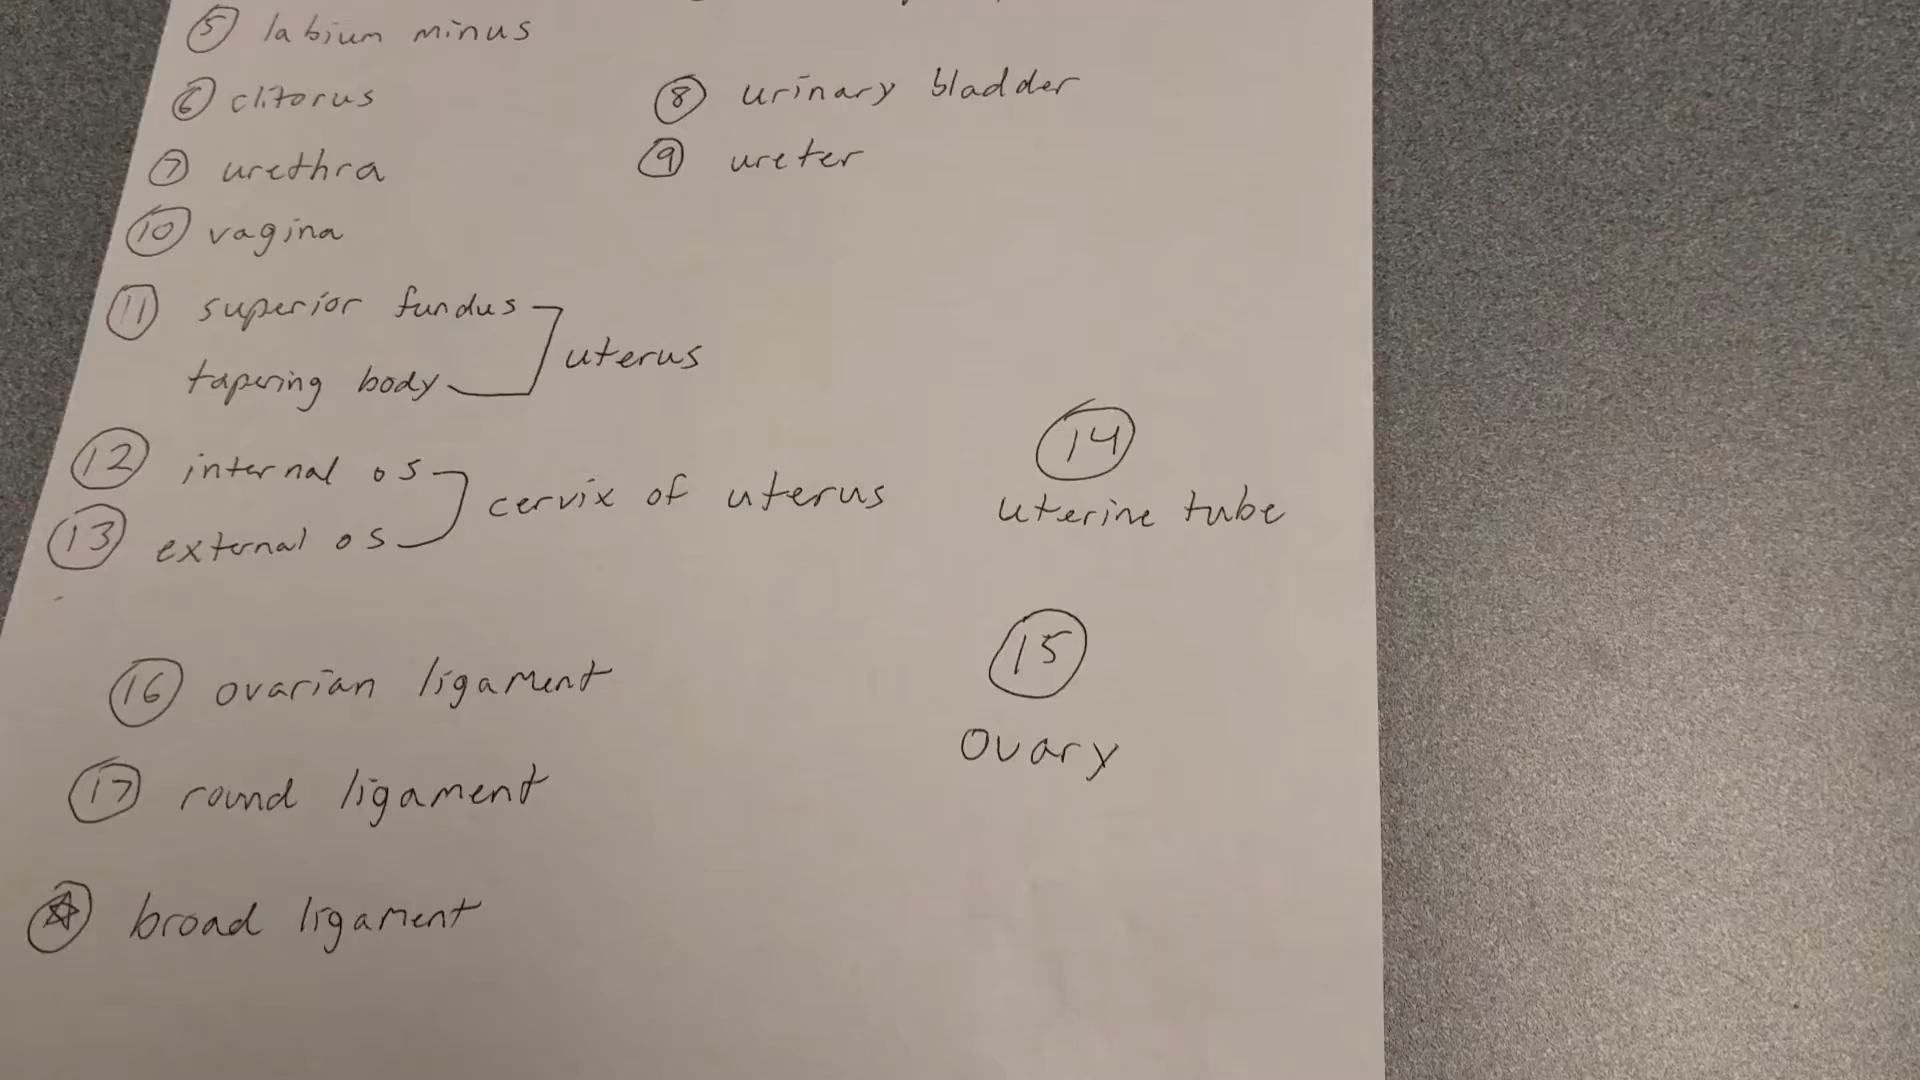 ⑤ labium minus
⑥ clitorus
⑧ urinary bladder
⑦ urethra
⑨ ureter
⑩ vagina
⑪ superior fundus
tapering body
uterus
⑫ internal os
⑬ external os
cervix of uterus
⑭
uterine tube
⑮
ovary
⑯ ovarian ligament
⑰ round ligament
broad ligament